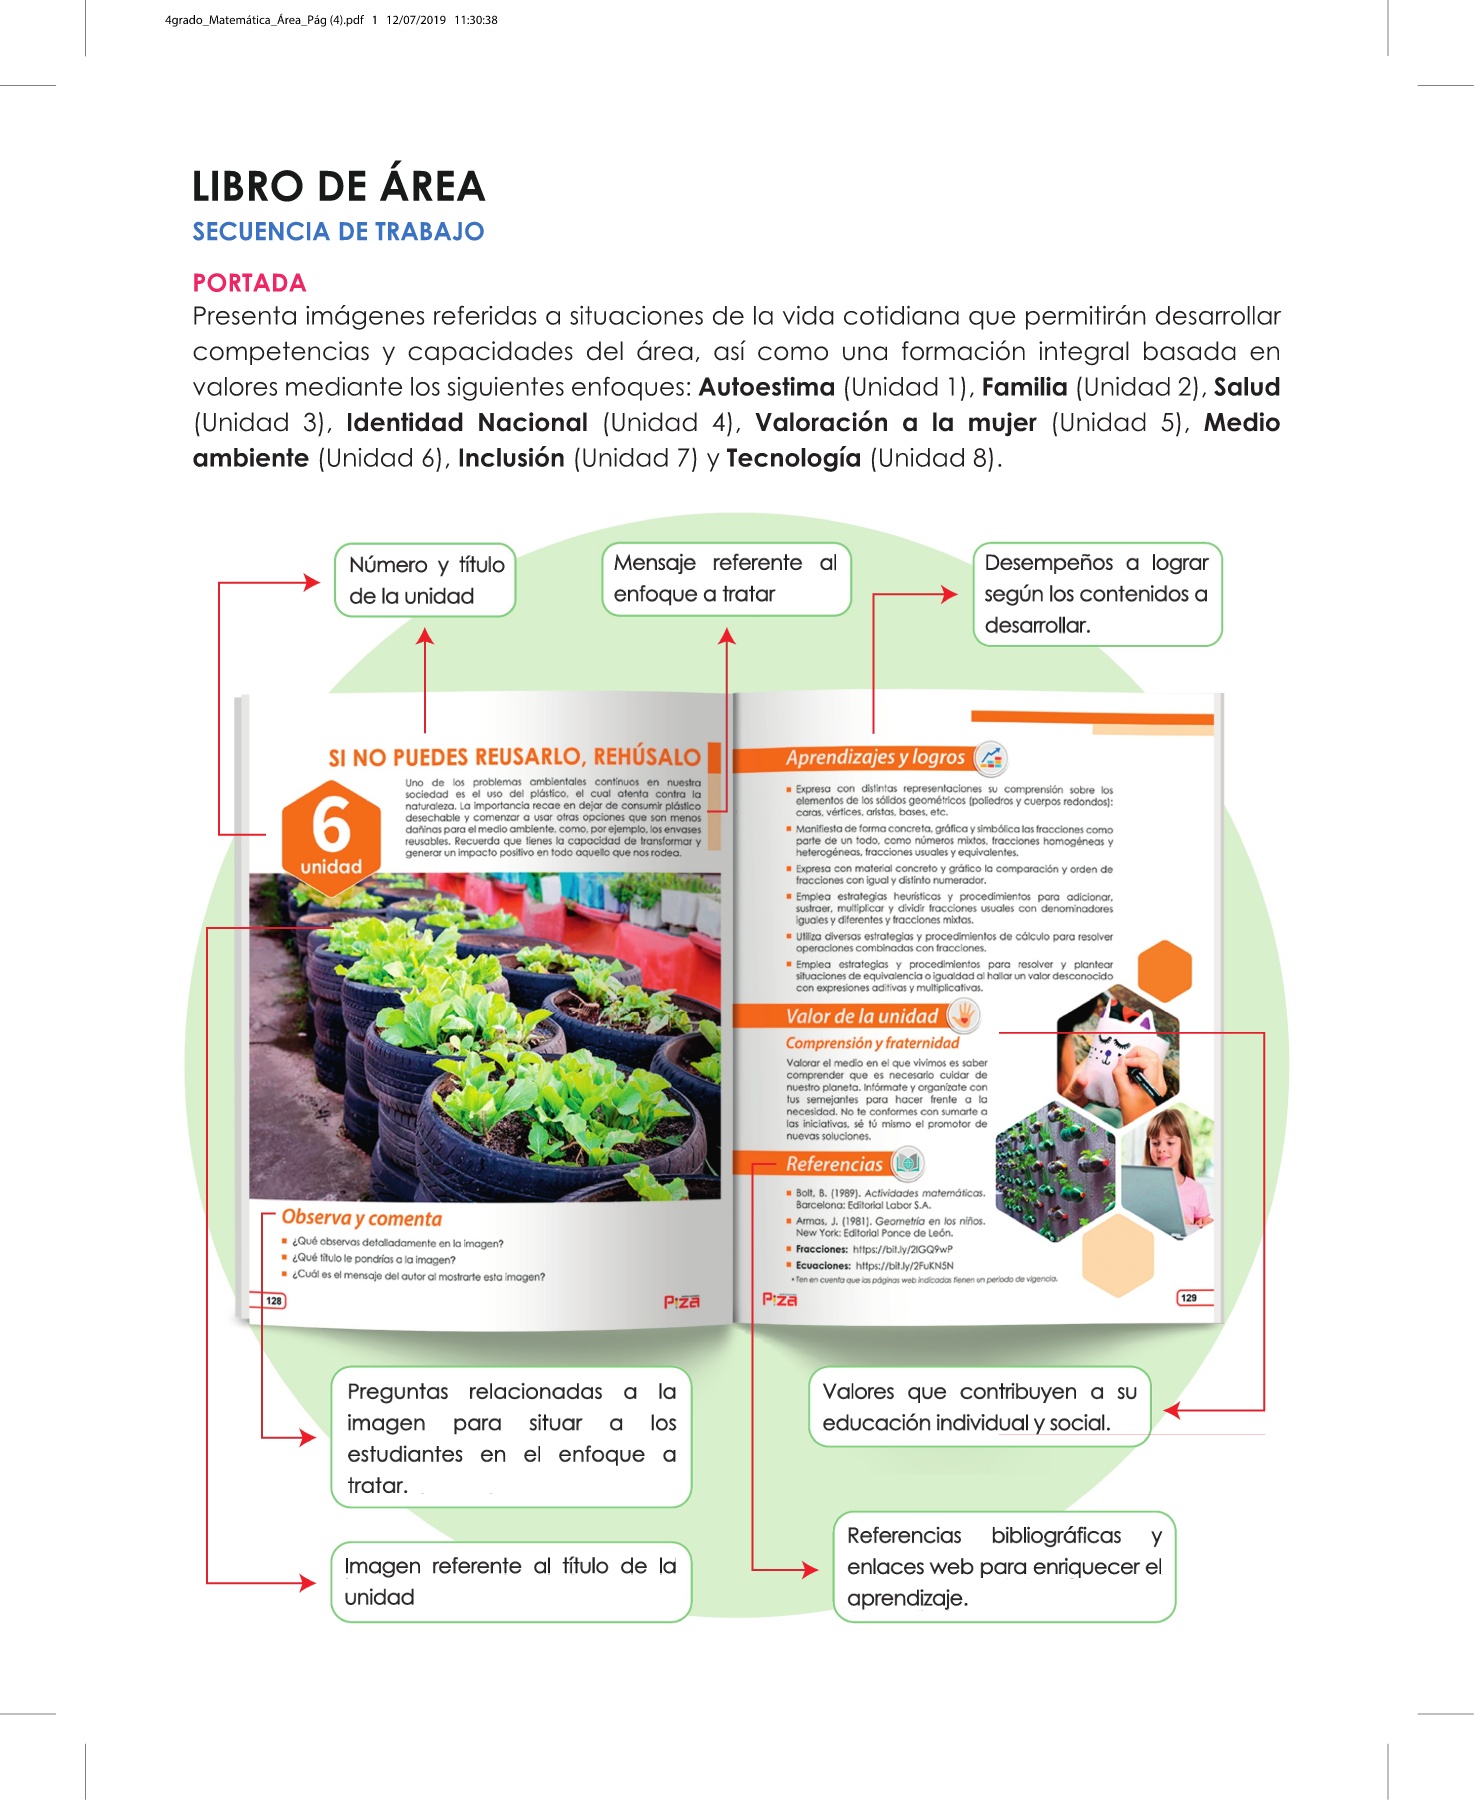 4grado_Matemática_Área_Pág (4).pdf 1 12/07/2019 11:30:38
LIBRO DE ÁREA
SECUENCIA DE TRABAJO
PORTADA
Presenta imágenes referidas a situaciones de la vida cotidiana que permitirán desarrollar
competencias y capacidades del área, así como una formación integral basada en
valores mediante los siguientes enfoques: Autoestima (Unidad 1), Familia (Unidad 2), Salud
(Unidad 3), Identidad Nacional (Unidad 4), Valoración a la mujer (Unidad 5), Medio
ambiente (Unidad 6), Inclusión (Unidad 7) y Tecnología (Unidad 8).
Número y título
de la unidad
Mensaje referente al
enfoque a tratar
Desempeños a lograr
según los contenidos a
desarrollar.
SI NO PUEDES REUSARLO, REHÚSALO
6
unidad
Uno de los problemas ambientales continuos en nuestra
sociedad es el uso del plástico, el cual atenta contra la
naturaleza. La importancia recae en dejar de consumir plástico
desechable y comenzar a usar otras opciones que son menos
dañinas para el medio ambiente, como, por ejemplo, los envases
reusables. Recuerda que tienes la capacidad de transformar y
generar un impacto positivo en todo aquello que nos rodea.
Observa y comenta
¿Qué observas detalladamente en la imagen?
¿Qué título le pondrías a la imagen?
¿Cuál es el mensaje del autor al mostrarte esta imagen?
128
Piza
Aprendizajes y logros
Expresa con distintas representaciones su comprensión sobre los
elementos de los sólidos geométricos (poliedros y cuerpos redondos):
caras, vértices, aristas, bases, etc.
Manifiesta de forma concreta, gráfica y simbólica las fracciones como
parte de un todo, como números mixtos, fracciones homogéneas y
heterogéneas, fracciones usuales y equivalentes.
Expresa con material concreto y gráfico la comparación y orden de
fracciones con igual y distinto numerador.
Emplea estrategias heurísticas y procedimientos para adicionar,
sustraer, multiplicar y dividir fracciones usuales con denominadores
iguales y diferentes y fracciones mixtas.
Utiliza diversas estrategias y procedimientos de cálculo para resolver
operaciones combinadas con fracciones.
Emplea estrategias y procedimientos para resolver y plantear
situaciones de equivalencia o igualdad al hallar un valor desconocido
con expresiones aditivas y multiplicativas.
Valor de la unidad
Comprensión y fraternidad
Valorar el medio en el que vivimos es saber
comprender que es necesario cuidar de
nuestro planeta. Infórmate y organízate con
tus semejantes para hacer frente a la
necesidad. No te conformes con sumarte a
las iniciativas, sé tú mismo el promotor de
nuevas soluciones.
Referencias
Bolt, B. (1989). Actividades matemáticas.
Barcelona: Editorial Labor S.A.
Armas, J. (1981). Geometría en los niños.
New York: Editorial Ponce de León.
Fracciones: https://bit.ly/2IGQ9wP
Ecuaciones: https://bit.ly/2FuKN5N
* Ten en cuenta que las páginas web indicadas tienen un periodo de vigencia.
Piza
129
Preguntas relacionadas a la
imagen para situar a los
estudiantes en el enfoque a
tratar.
Valores que contribuyen a su
educación individual y social.
Imagen referente al título de la
unidad
Referencias bibliográficas y
enlaces web para enriquecer el
aprendizaje.